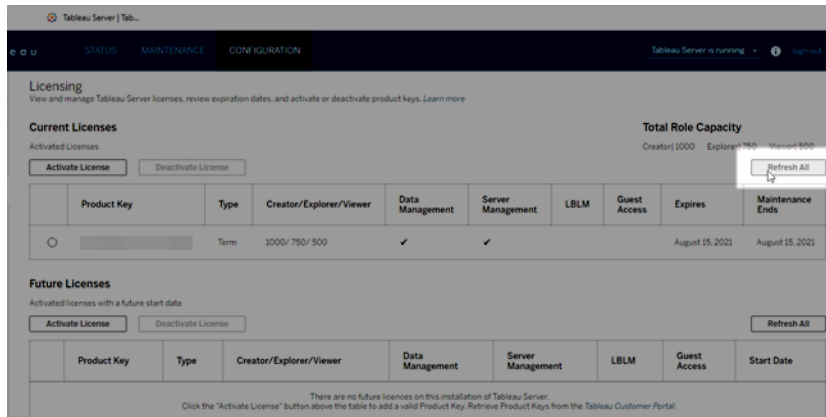 Tableau Server | Tab...
e a u STATUS MAINTENANCE CONFIGURATION Tableau Server is running sign out
Licensing
View and manage Tableau Server licenses, review expiration dates, and activate or deactivate product keys. Learn more
Current Licenses Total Role Capacity
Activated Licenses Creator| 1000 Explorer| 750 Viewer| 500
Activate License Deactivate License Refresh All
Product Key Type Creator/Explorer/Viewer Data Management Server Management LBLM Guest Access Expires Maintenance Ends
Term 1000/ 750/ 500 ✔ ✔ August 15, 2021 August 15, 2021
Future Licenses
Activated licenses with a future start date
Activate License Deactivate License Refresh All
Product Key Type Creator/Explorer/Viewer Data Management Server Management LBLM Guest Access Start Date
There are no future licences on this installation of Tableau Server.
Click the "Activate License" button above the table to add a valid Product Key. Retrieve Product Keys from the Tableau Customer Portal.